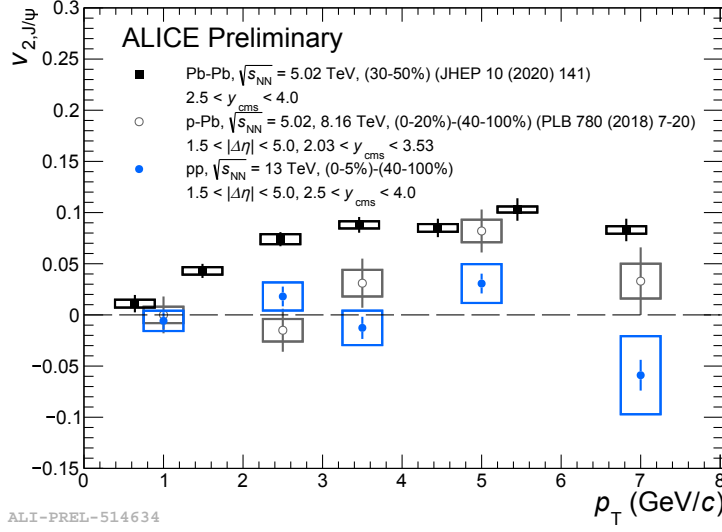 v2,J/ψ
0.3
0.25
0.2
0.15
0.1
0.05
0
−0.05
−0.1
−0.15
ALICE Preliminary
Pb-Pb, √sNN = 5.02 TeV, (30-50%) (JHEP 10 (2020) 141)
2.5 < ycms < 4.0
p-Pb, √sNN = 5.02, 8.16 TeV, (0-20%)-(40-100%) (PLB 780 (2018) 7-20)
1.5 < |Δη| < 5.0, 2.03 < ycms < 3.53
pp, √sNN = 13 TeV, (0-5%)-(40-100%)
1.5 < |Δη| < 5.0, 2.5 < ycms < 4.0
0 1 2 3 4 5 6 7 8
pT (GeV/c)
ALI-PREL-514634